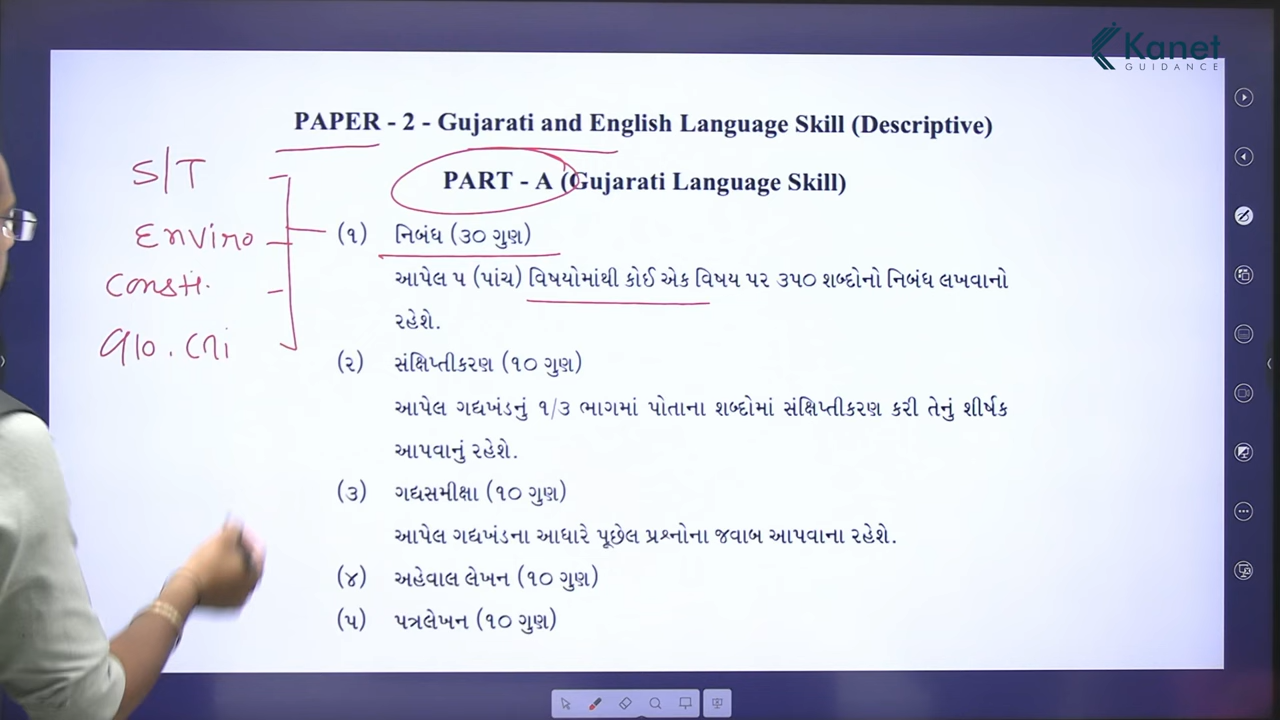 Kanet
GUIDANCE
PAPER - 2 - Gujarati and English Language Skill (Descriptive)
PART - A (Gujarati Language Skill)
S/T
Enviro
Consti.
Glo. Cri
(૧) નિબંધ (૩૦ ગુણ)
આપેલ ૫ (પાંચ) વિષયોમાંથી કોઈ એક વિષય પર ૩૫૦ શબ્દોનો નિબંધ લખવાનો
રહેશે.
(૨) સંક્ષિપ્તીકરણ (૧૦ ગુણ)
આપેલ ગદ્યખંડનું ૧/૩ ભાગમાં પોતાના શબ્દોમાં સંક્ષિપ્તીકરણ કરી તેનું શીર્ષક
આપવાનું રહેશે.
(૩) ગદ્યસમીક્ષા (૧૦ ગુણ)
આપેલ ગદ્યખંડના આધારે પૂછેલ પ્રશ્નોના જવાબ આપવાના રહેશે.
(૪) અહેવાલ લેખન (૧૦ ગુણ)
(૫) પત્રલેખન (૧૦ ગુણ)